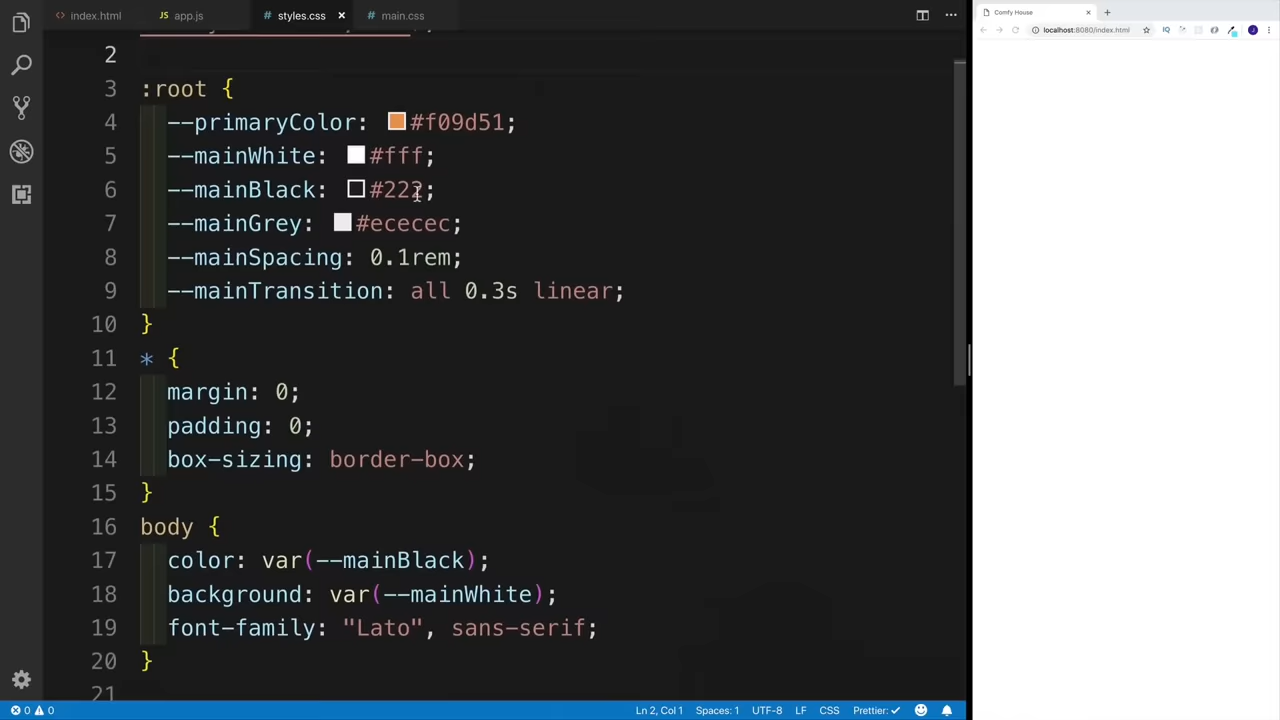 index.html app.js styles.css main.css
Comfy House
localhost:8080/index.html
2
3 :root {
4 --primaryColor: #f09d51;
5 --mainWhite: #fff;
6 --mainBlack: #222;
7 --mainGrey: #ececec;
8 --mainSpacing: 0.1rem;
9 --mainTransition: all 0.3s linear;
10 }
11 * {
12 margin: 0;
13 padding: 0;
14 box-sizing: border-box;
15 }
16 body {
17 color: var(--mainBlack);
18 background: var(--mainWhite);
19 font-family: "Lato", sans-serif;
20 }
21
0 0 Ln 2, Col 1 Spaces: 1 UTF-8 LF CSS Prettier: ✓